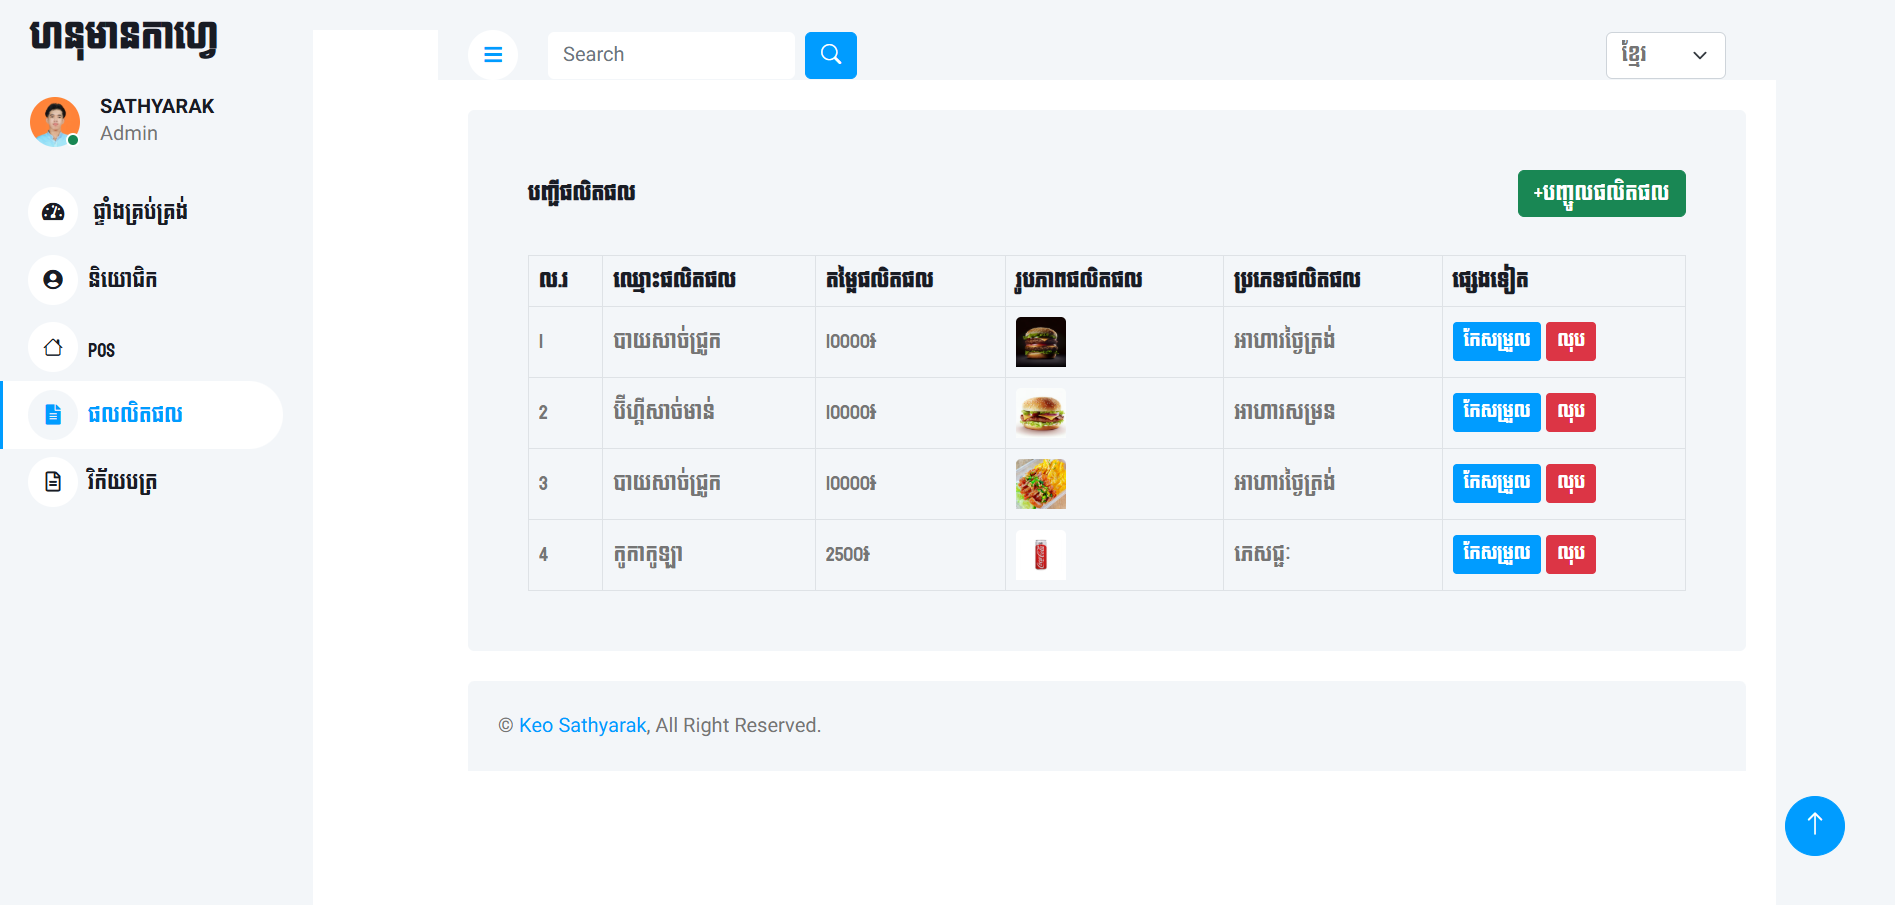 ហនុមានកាហ្វេ
SATHYARAK
Admin
ផ្ទាំងគ្រប់គ្រង់
និយោជិក
POS
ផលលិតផល
វិក័យបត្រ
Search
ខ្មែរ
បញ្ជីផលិតផល
+បញ្ចូលផលិតផល
ល.រ ឈ្មោះផលិតផល តម្លៃផលិតផល រូបភាពផលិតផល ប្រភេទផលិតផល ផ្សេងទៀត
1 បាយសាច់ជ្រូក 10000៛ អាហារថ្ងៃត្រង់ កែសម្រួល លុប
2 ប៊ឺហ្គឺសាច់មាន់ 10000៛ អាហារសម្រន កែសម្រួល លុប
3 បាយសាច់ជ្រូក 10000៛ អាហារថ្ងៃត្រង់ កែសម្រួល លុប
4 កូកាកូឡា 2500៛ ភេសជ្ជៈ កែសម្រួល លុប
© Keo Sathyarak, All Right Reserved.